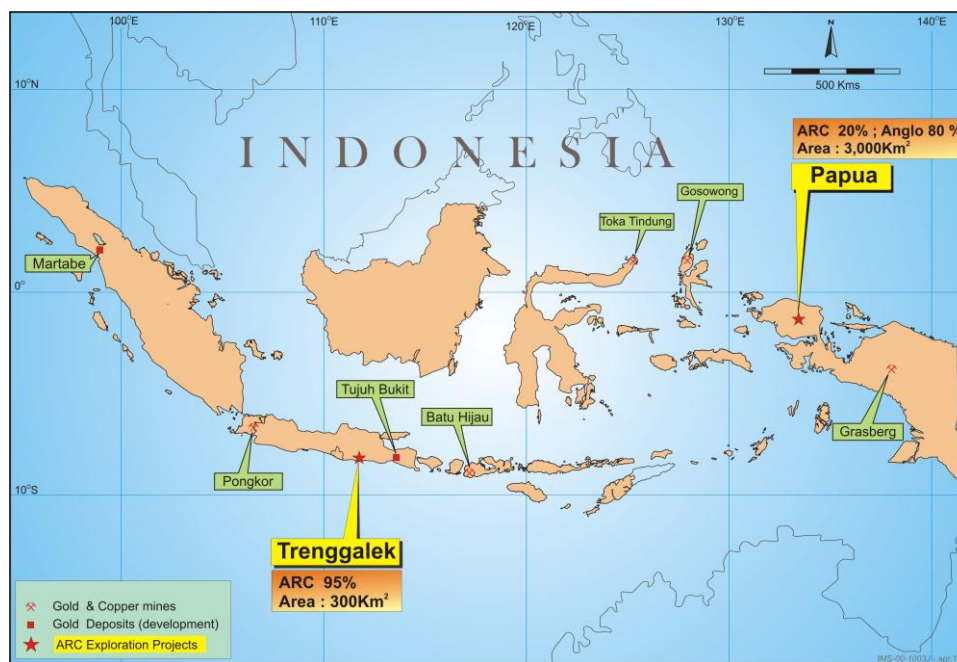 100°E
110°E
120°E
130°E
140°E
N
500 Kms
10°N
INDONESIA
ARC 20% ; Anglo 80 %
Area : 3,000Km²
Papua
Gosowong
Toka Tindung
Martabe
0°
Tujuh Bukit
Batu Hijau
Grasberg
Pongkor
10°S
Trenggalek
ARC 95%
Area : 300Km²
Gold & Copper mines
Gold Deposits (development)
ARC Exploration Projects